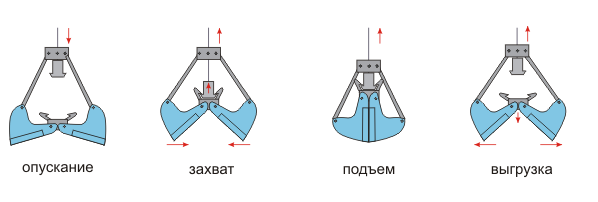 опускание
захват
подъем
выгрузка